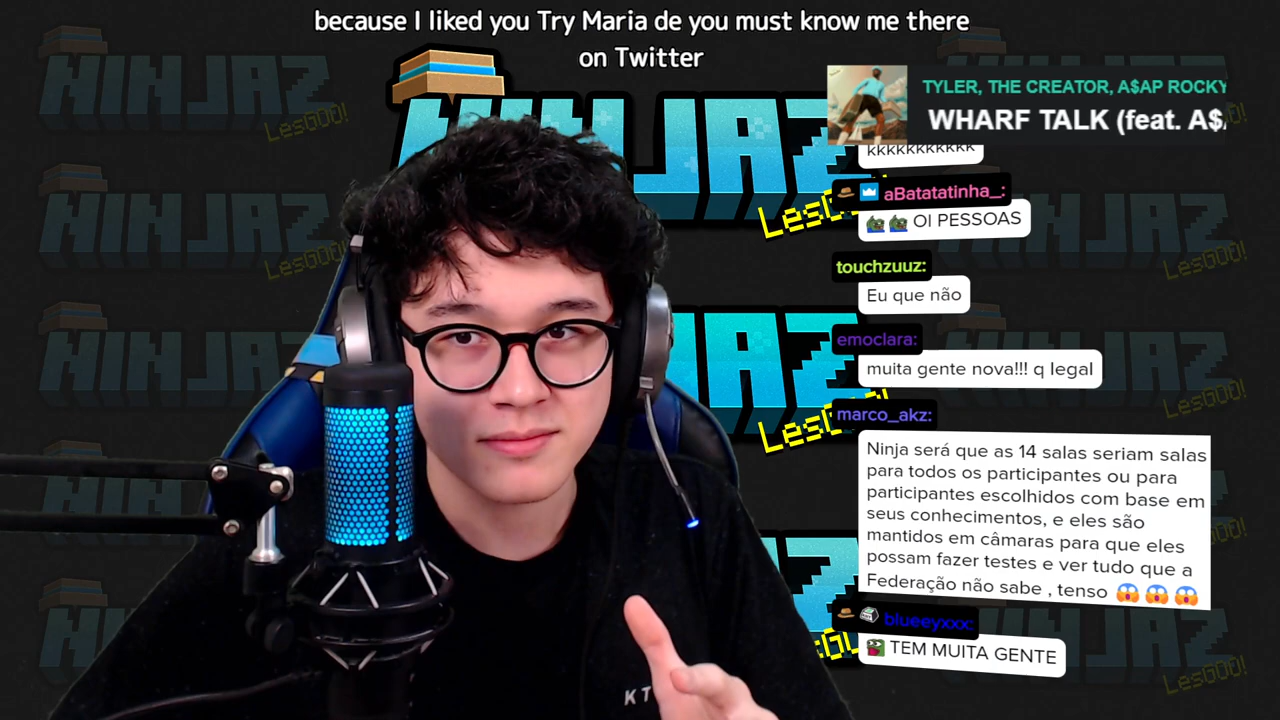 because I liked you Try Maria de you must know me there
on Twitter
NINJAZ
LesGOO!
TYLER, THE CREATOR, A$AP ROCKY
WHARF TALK (feat. A$A
kkkkkkkkkkk
aBatatatinha_:
OI PESSOAS
touchzuuz:
Eu que não
emoclara:
muita gente nova!!! q legal
marco_akz:
Ninja será que as 14 salas seriam salas
para todos os participantes ou para
participantes escolhidos com base em
seus conhecimentos, e eles são
mantidos em câmaras para que eles
possam fazer testes e ver tudo que a
Federação não sabe , tenso 😱 😱 😱
blueeyxxx:
TEM MUITA GENTE
KT